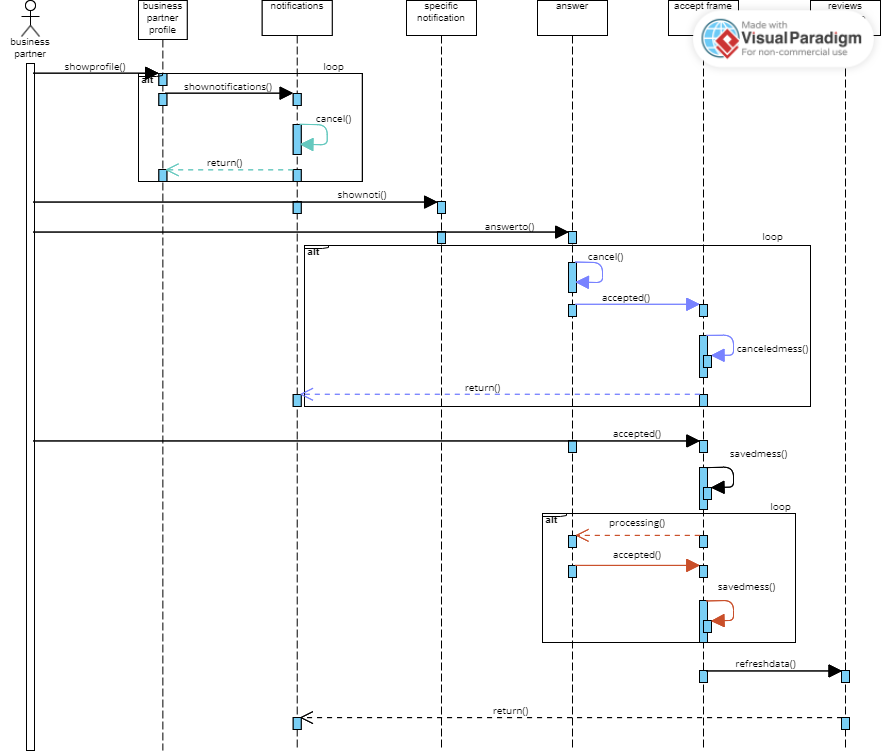 business
partner
profile
notifications
specific
notification
answer
accept frame
reviews
Made with
VisualParadigm
For non-commercial use
business
partner
showprofile()
loop
alt
shownotifications()
cancel()
return()
shownoti()
answerto()
loop
alt
cancel()
accepted()
canceledmess()
return()
accepted()
savedmess()
loop
alt
processing()
accepted()
savedmess()
refreshdata()
return()